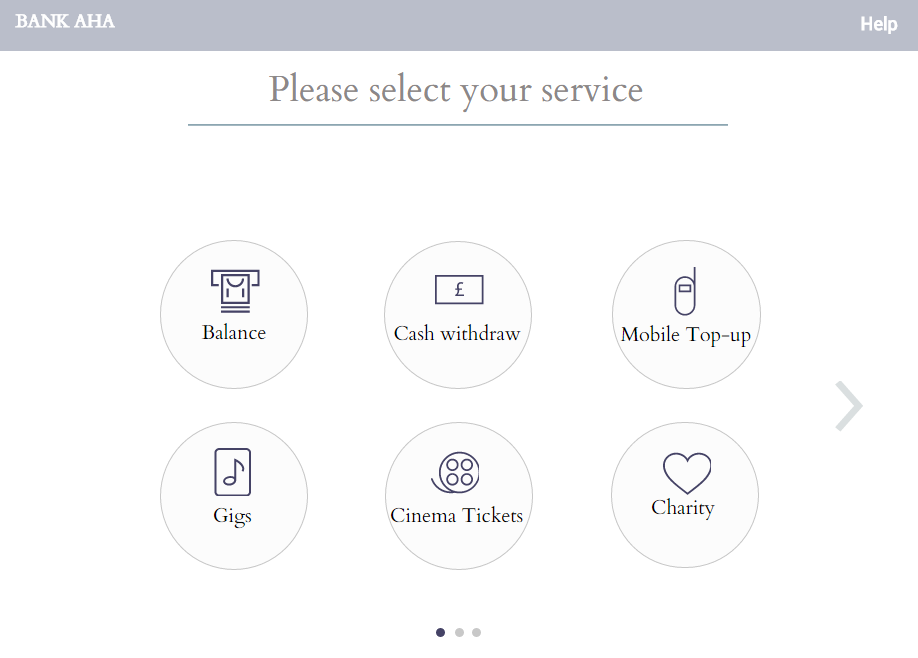 BANK AHA
Help
Please select your service
£
Balance
Cash withdraw
Mobile Top-up
Gigs
Cinema Tickets
Charity